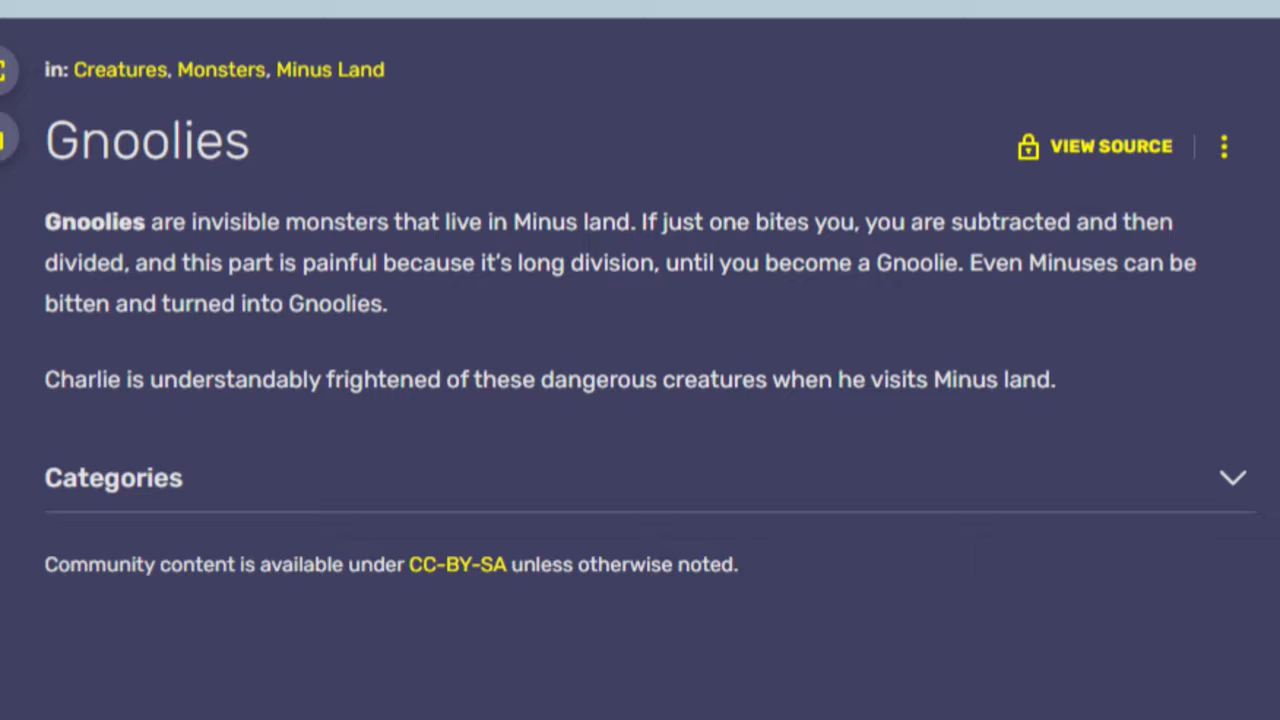 in: Creatures, Monsters, Minus Land
Gnoolies
VIEW SOURCE
Gnoolies are invisible monsters that live in Minus land. If just one bites you, you are subtracted and then
divided, and this part is painful because it's long division, until you become a Gnoolie. Even Minuses can be
bitten and turned into Gnoolies.
Charlie is understandably frightened of these dangerous creatures when he visits Minus land.
Categories
Community content is available under CC-BY-SA unless otherwise noted.